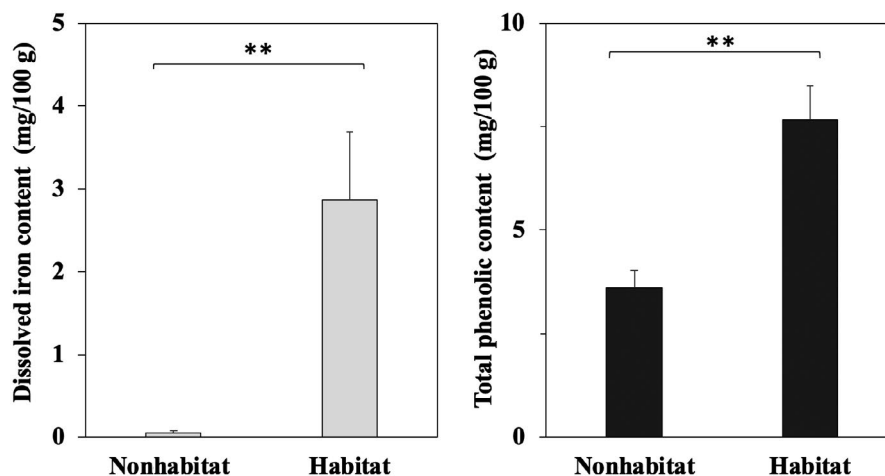 Dissolved iron content (mg/100 g)
5
4
3
2
1
0
**
Nonhabitat Habitat
Total phenolic content (mg/100 g)
10
5
0
**
Nonhabitat Habitat